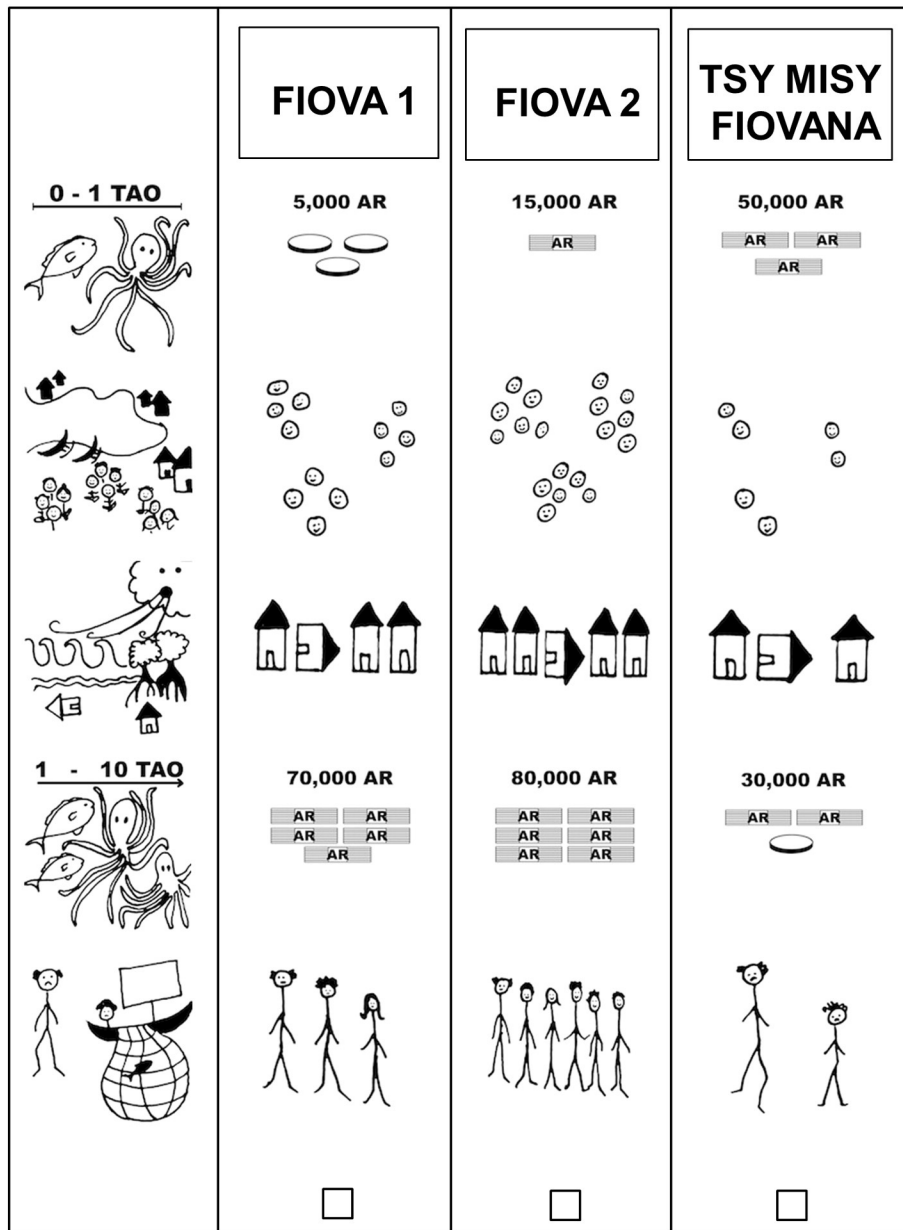 FIOVA 1
FIOVA 2
TSY MISY
FIOVANA
0 - 1 TAO
5,000 AR
15,000 AR
50,000 AR
AR
AR AR
AR
1 - 10 TAO
70,000 AR
80,000 AR
30,000 AR
AR AR
AR AR
AR
AR AR
AR AR
AR AR
AR AR